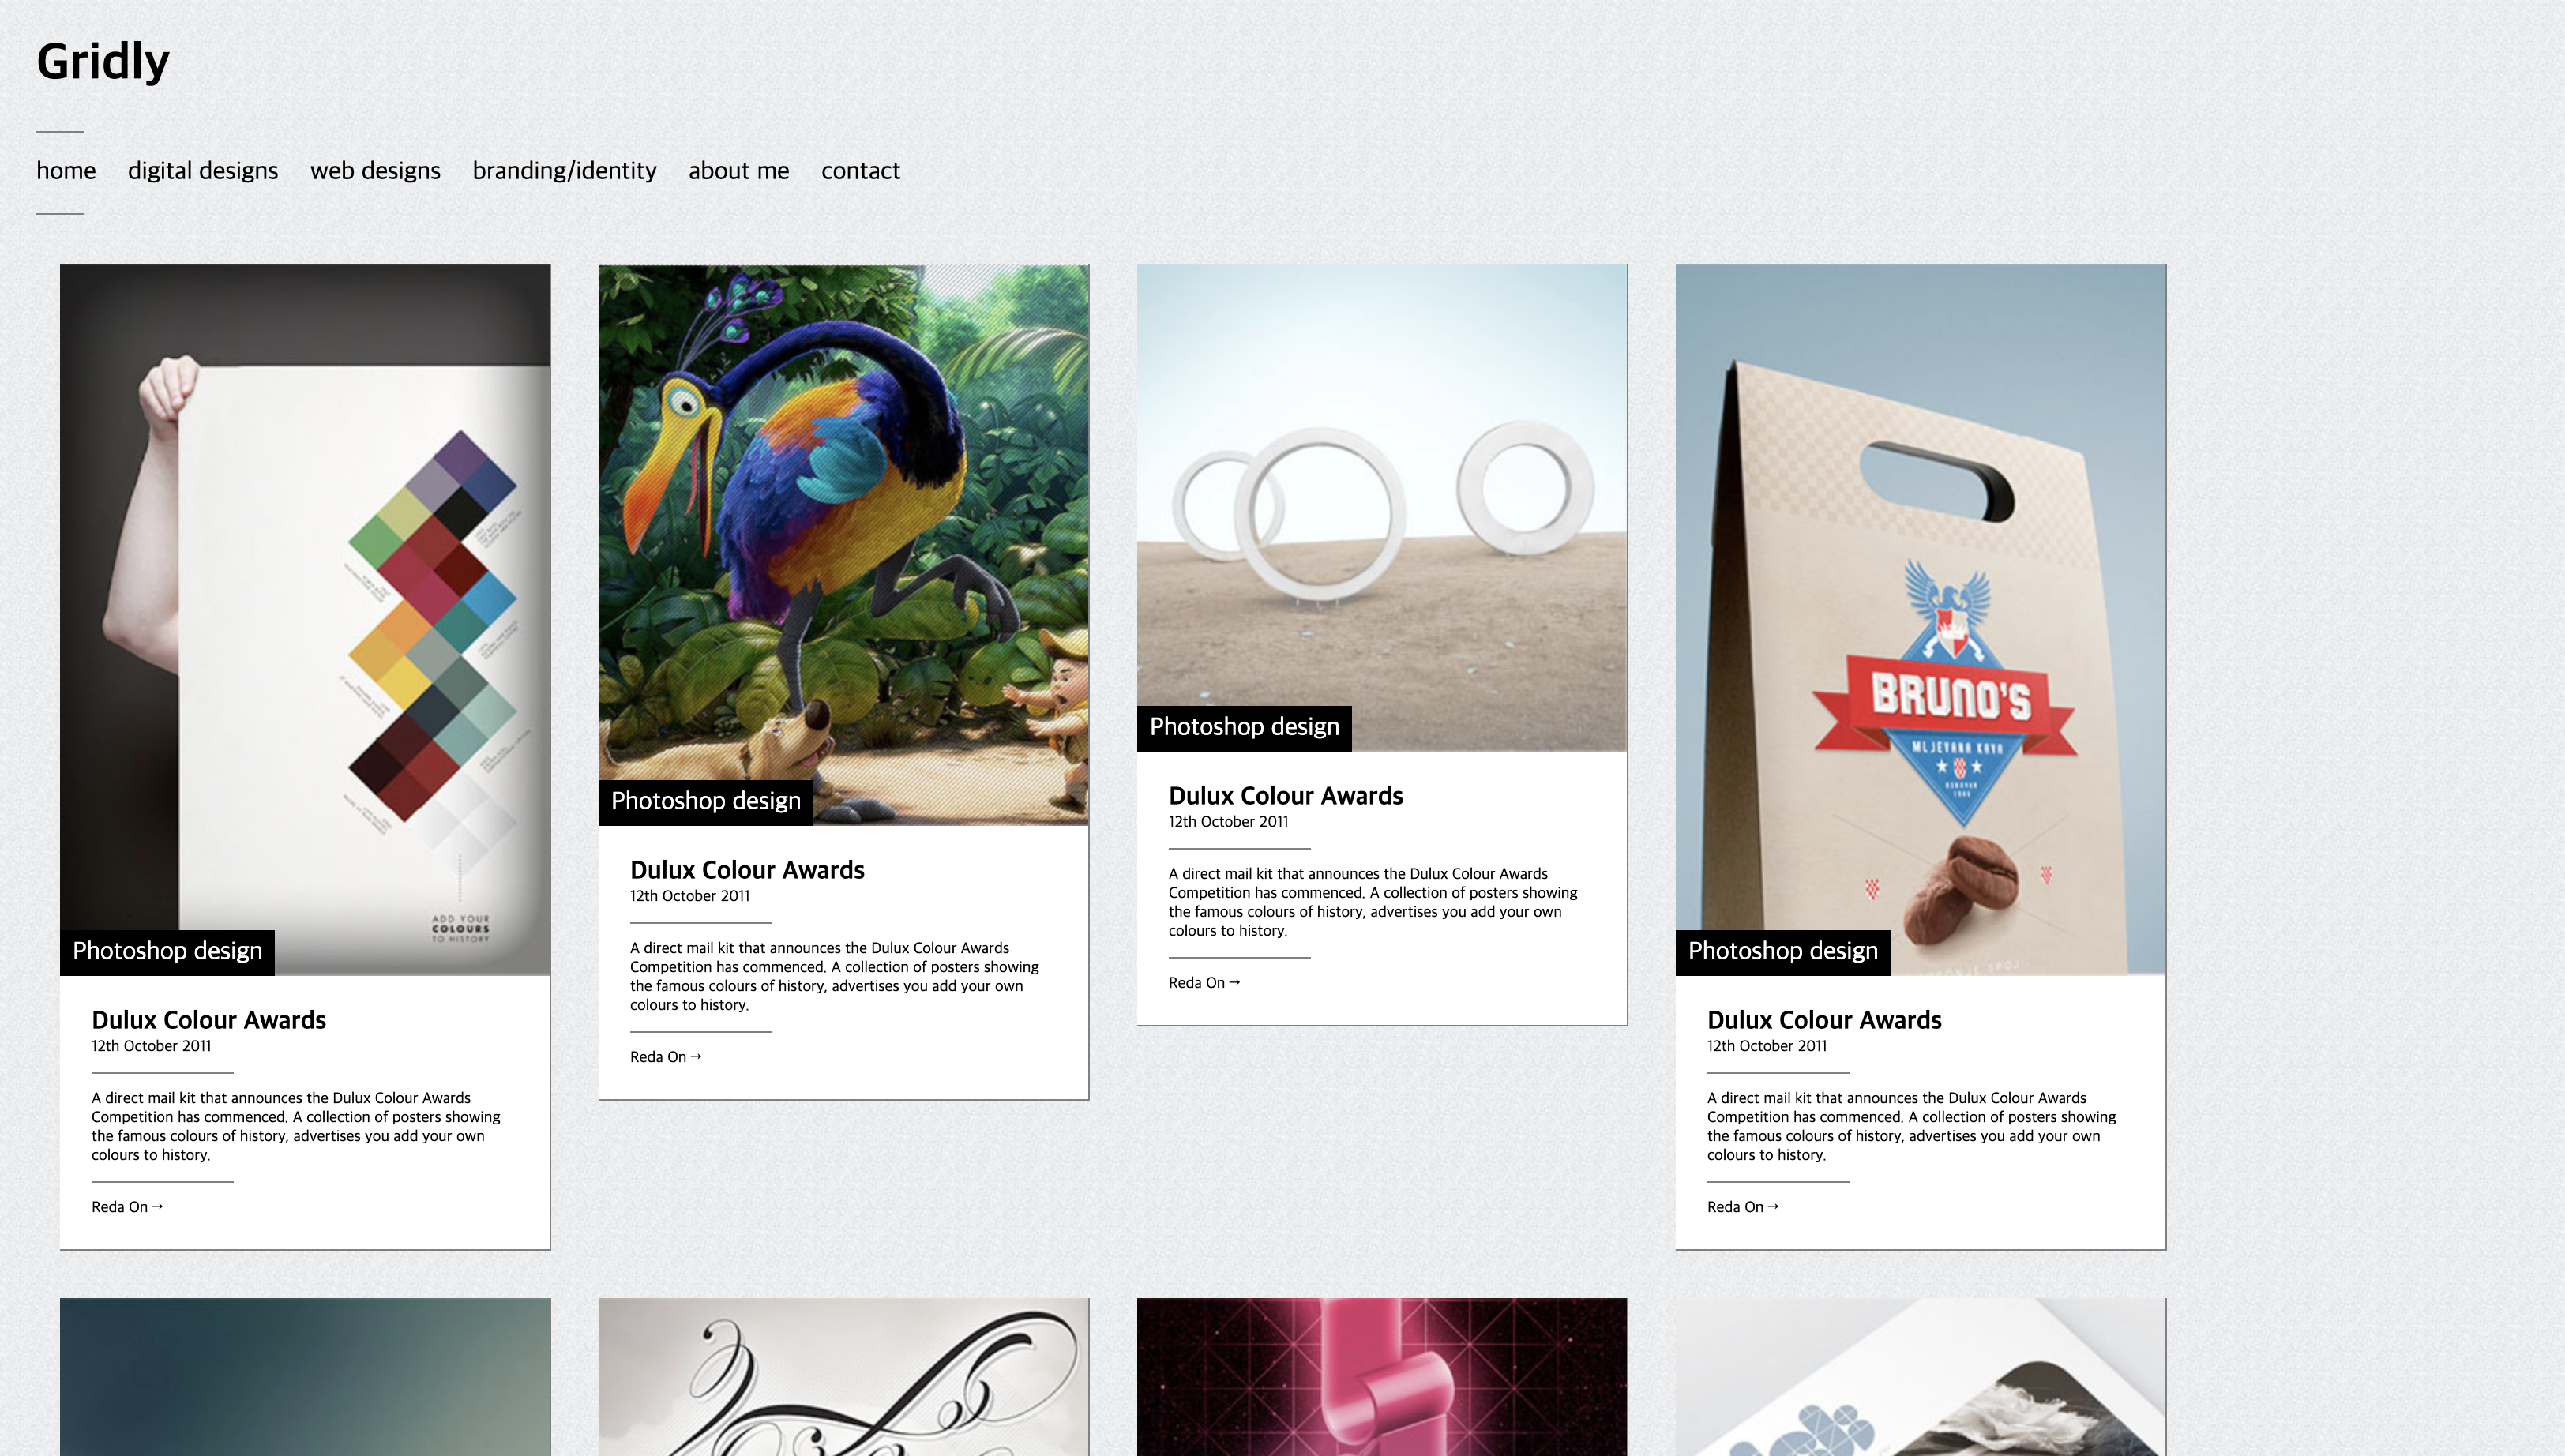 Gridly
home digital designs web designs branding/identity about me contact
ADD YOUR
COLOURS
TO HISTORY
Photoshop design
Dulux Colour Awards
12th October 2011
A direct mail kit that announces the Dulux Colour Awards
Competition has commenced. A collection of posters showing
the famous colours of history, advertises you add your own
colours to history.
Reda On →
Photoshop design
Dulux Colour Awards
12th October 2011
A direct mail kit that announces the Dulux Colour Awards
Competition has commenced. A collection of posters showing
the famous colours of history, advertises you add your own
colours to history.
Reda On →
Photoshop design
Dulux Colour Awards
12th October 2011
A direct mail kit that announces the Dulux Colour Awards
Competition has commenced. A collection of posters showing
the famous colours of history, advertises you add your own
colours to history.
Reda On →
BRUNO'S
MLJEVENA KAVA
Photoshop design
Dulux Colour Awards
12th October 2011
A direct mail kit that announces the Dulux Colour Awards
Competition has commenced. A collection of posters showing
the famous colours of history, advertises you add your own
colours to history.
Reda On →